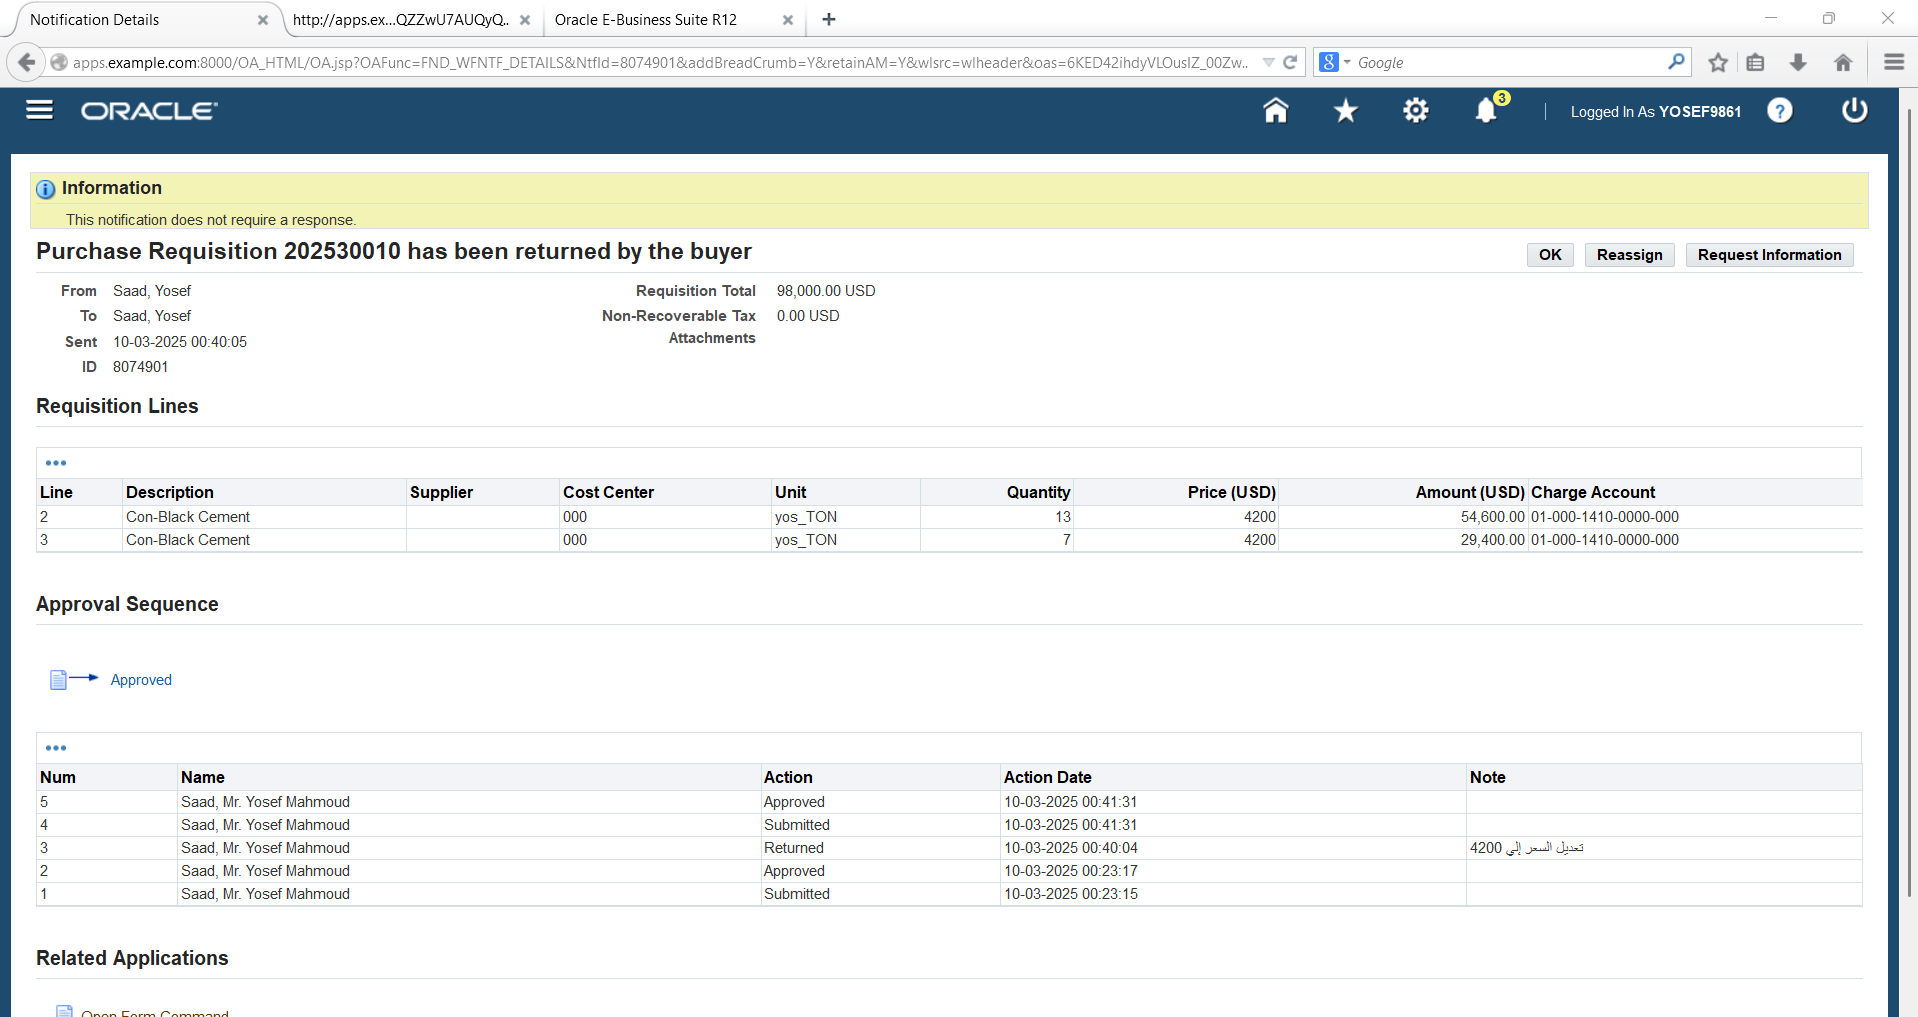 Notification Details
http://apps.ex...QZZwU7AUQyQ..
Oracle E-Business Suite R12
apps.example.com:8000/OA_HTML/OA.jsp?OAFunc=FND_WFNTF_DETAILS&NtfId=8074901&addBreadCrumb=Y&retainAM=Y&wlsrc=wlheader&oas=6KED42ihdyVLOusIZ_00Zw..
8 Google
ORACLE
3
Logged In As YOSEF9861
?
Information
This notification does not require a response.
Purchase Requisition 202530010 has been returned by the buyer
OK Reassign Request Information
From Saad, Yosef Requisition Total 98,000.00 USD
To Saad, Yosef Non-Recoverable Tax 0.00 USD
Sent 10-03-2025 00:40:05 Attachments
ID 8074901
Requisition Lines
Line Description Supplier Cost Center Unit Quantity Price (USD) Amount (USD) Charge Account
2 Con-Black Cement 000 yos_TON 13 4200 54,600.00 01-000-1410-0000-000
3 Con-Black Cement 000 yos_TON 7 4200 29,400.00 01-000-1410-0000-000
Approval Sequence
Approved
Num Name Action Action Date Note
5 Saad, Mr. Yosef Mahmoud Approved 10-03-2025 00:41:31
4 Saad, Mr. Yosef Mahmoud Submitted 10-03-2025 00:41:31
3 Saad, Mr. Yosef Mahmoud Returned 10-03-2025 00:40:04 تعديل السعر إلي 4200
2 Saad, Mr. Yosef Mahmoud Approved 10-03-2025 00:23:17
1 Saad, Mr. Yosef Mahmoud Submitted 10-03-2025 00:23:15
Related Applications
Open Form Command